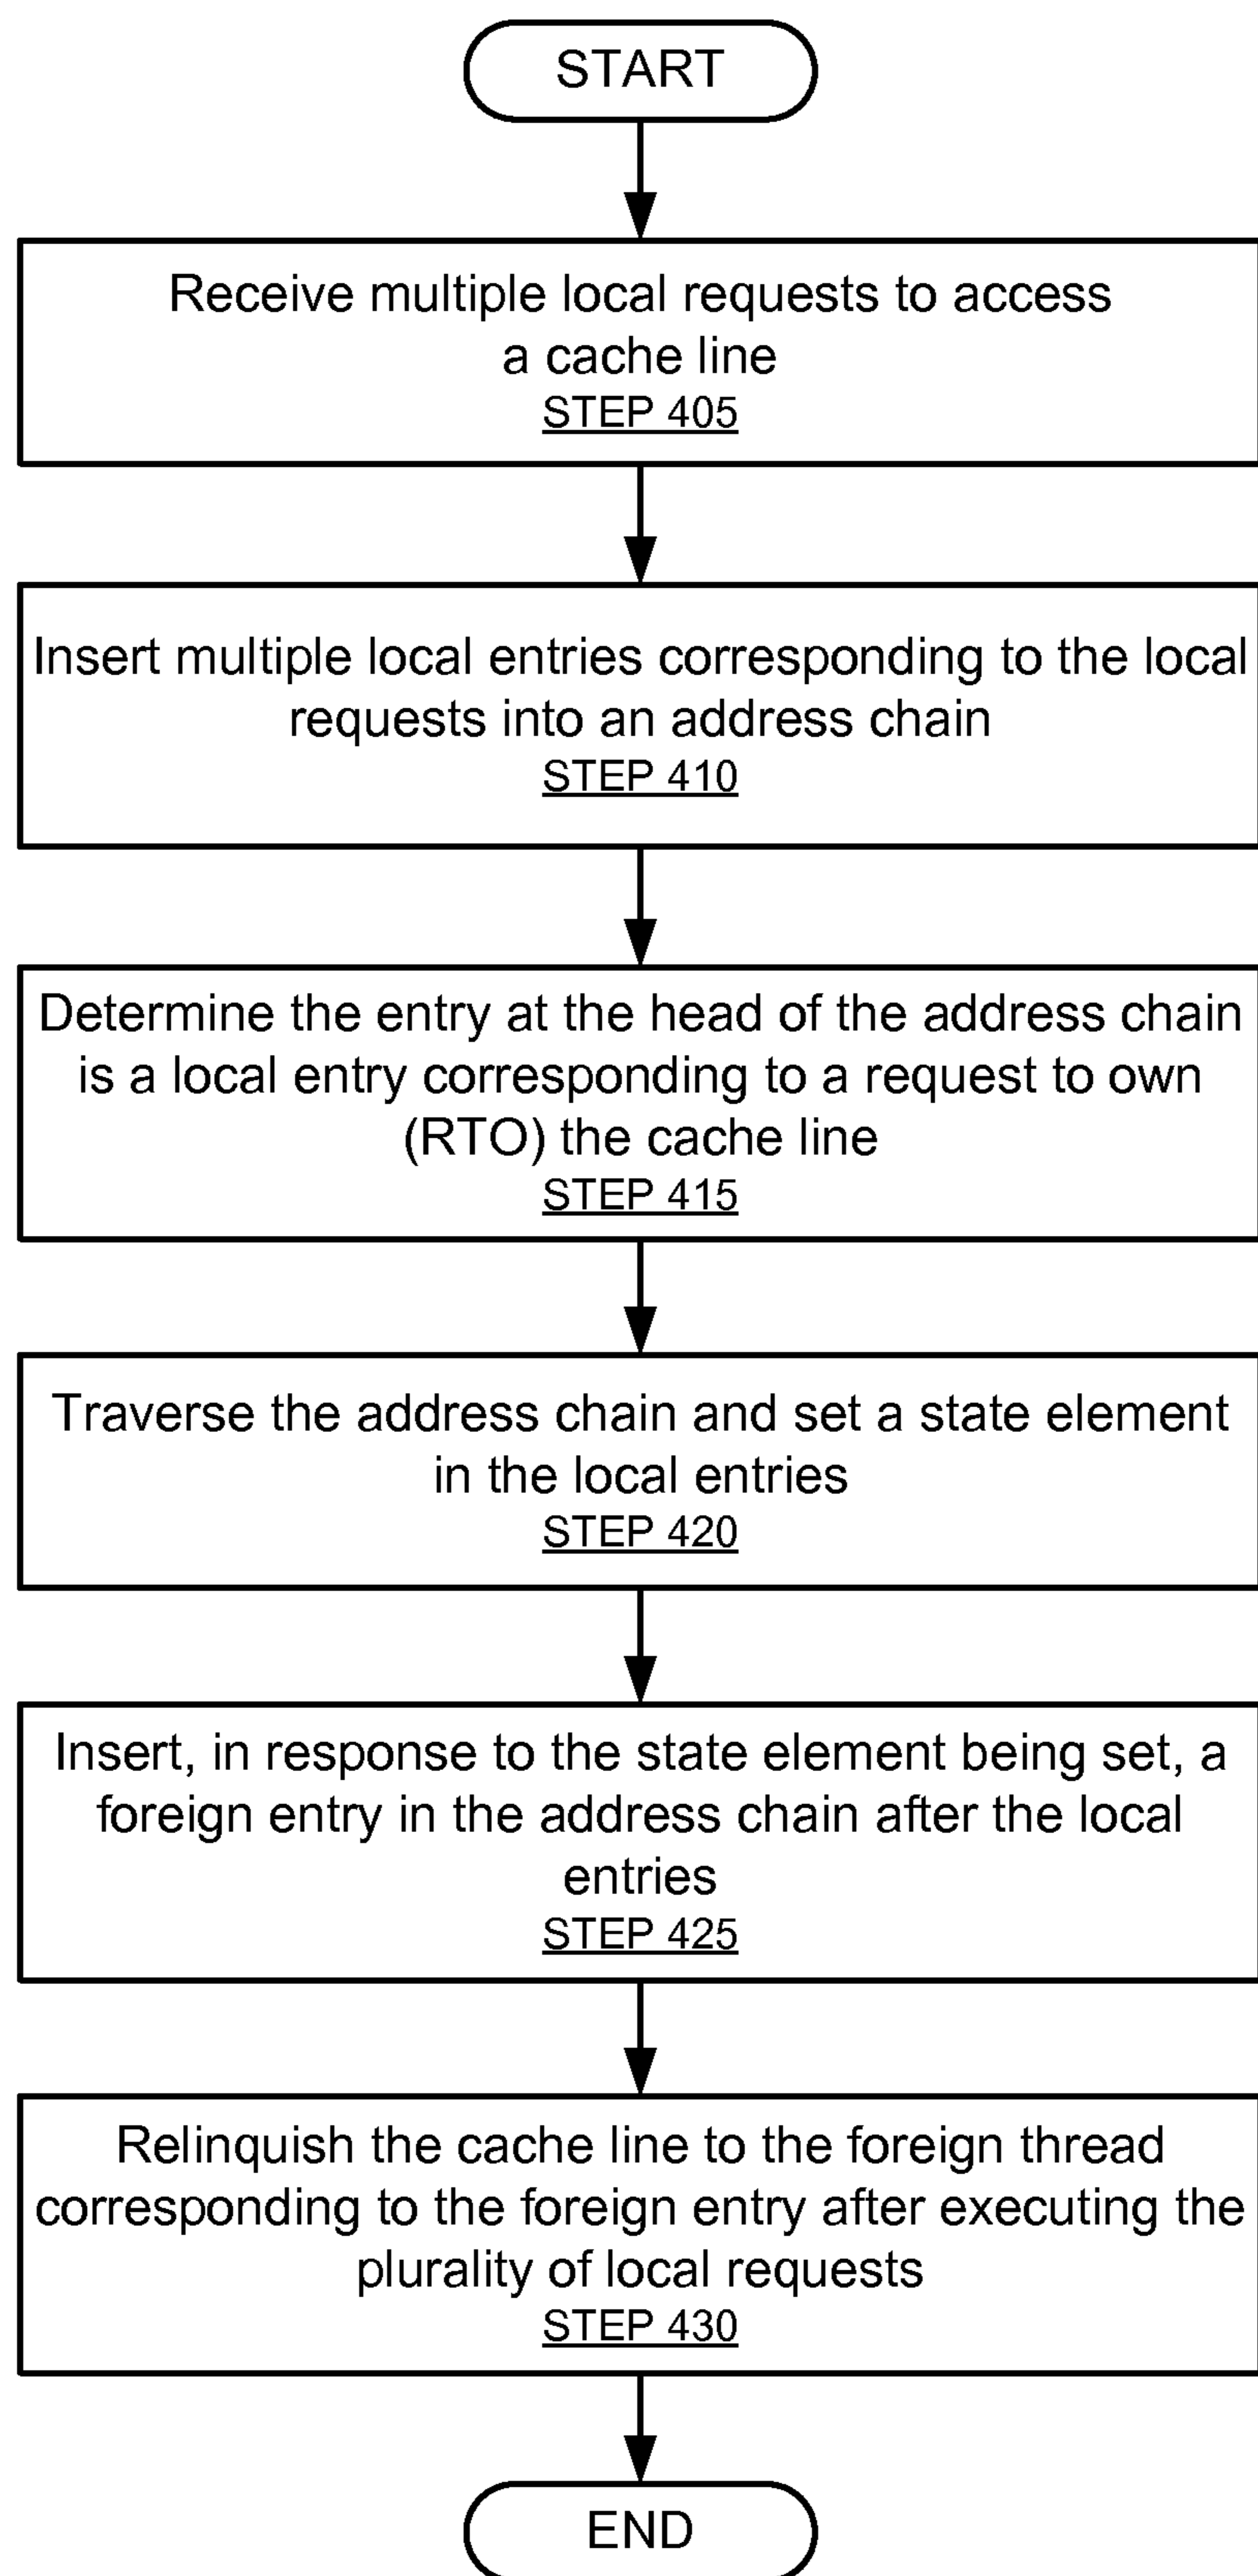 START
Receive multiple local requests to access
a cache line
STEP 405
Insert multiple local entries corresponding to the local
requests into an address chain
STEP 410
Determine the entry at the head of the address chain
is a local entry corresponding to a request to own
(RTO) the cache line
STEP 415
Traverse the address chain and set a state element
in the local entries
STEP 420
Insert, in response to the state element being set, a
foreign entry in the address chain after the local
entries
STEP 425
Relinquish the cache line to the foreign thread
corresponding to the foreign entry after executing the
plurality of local requests
STEP 430
END